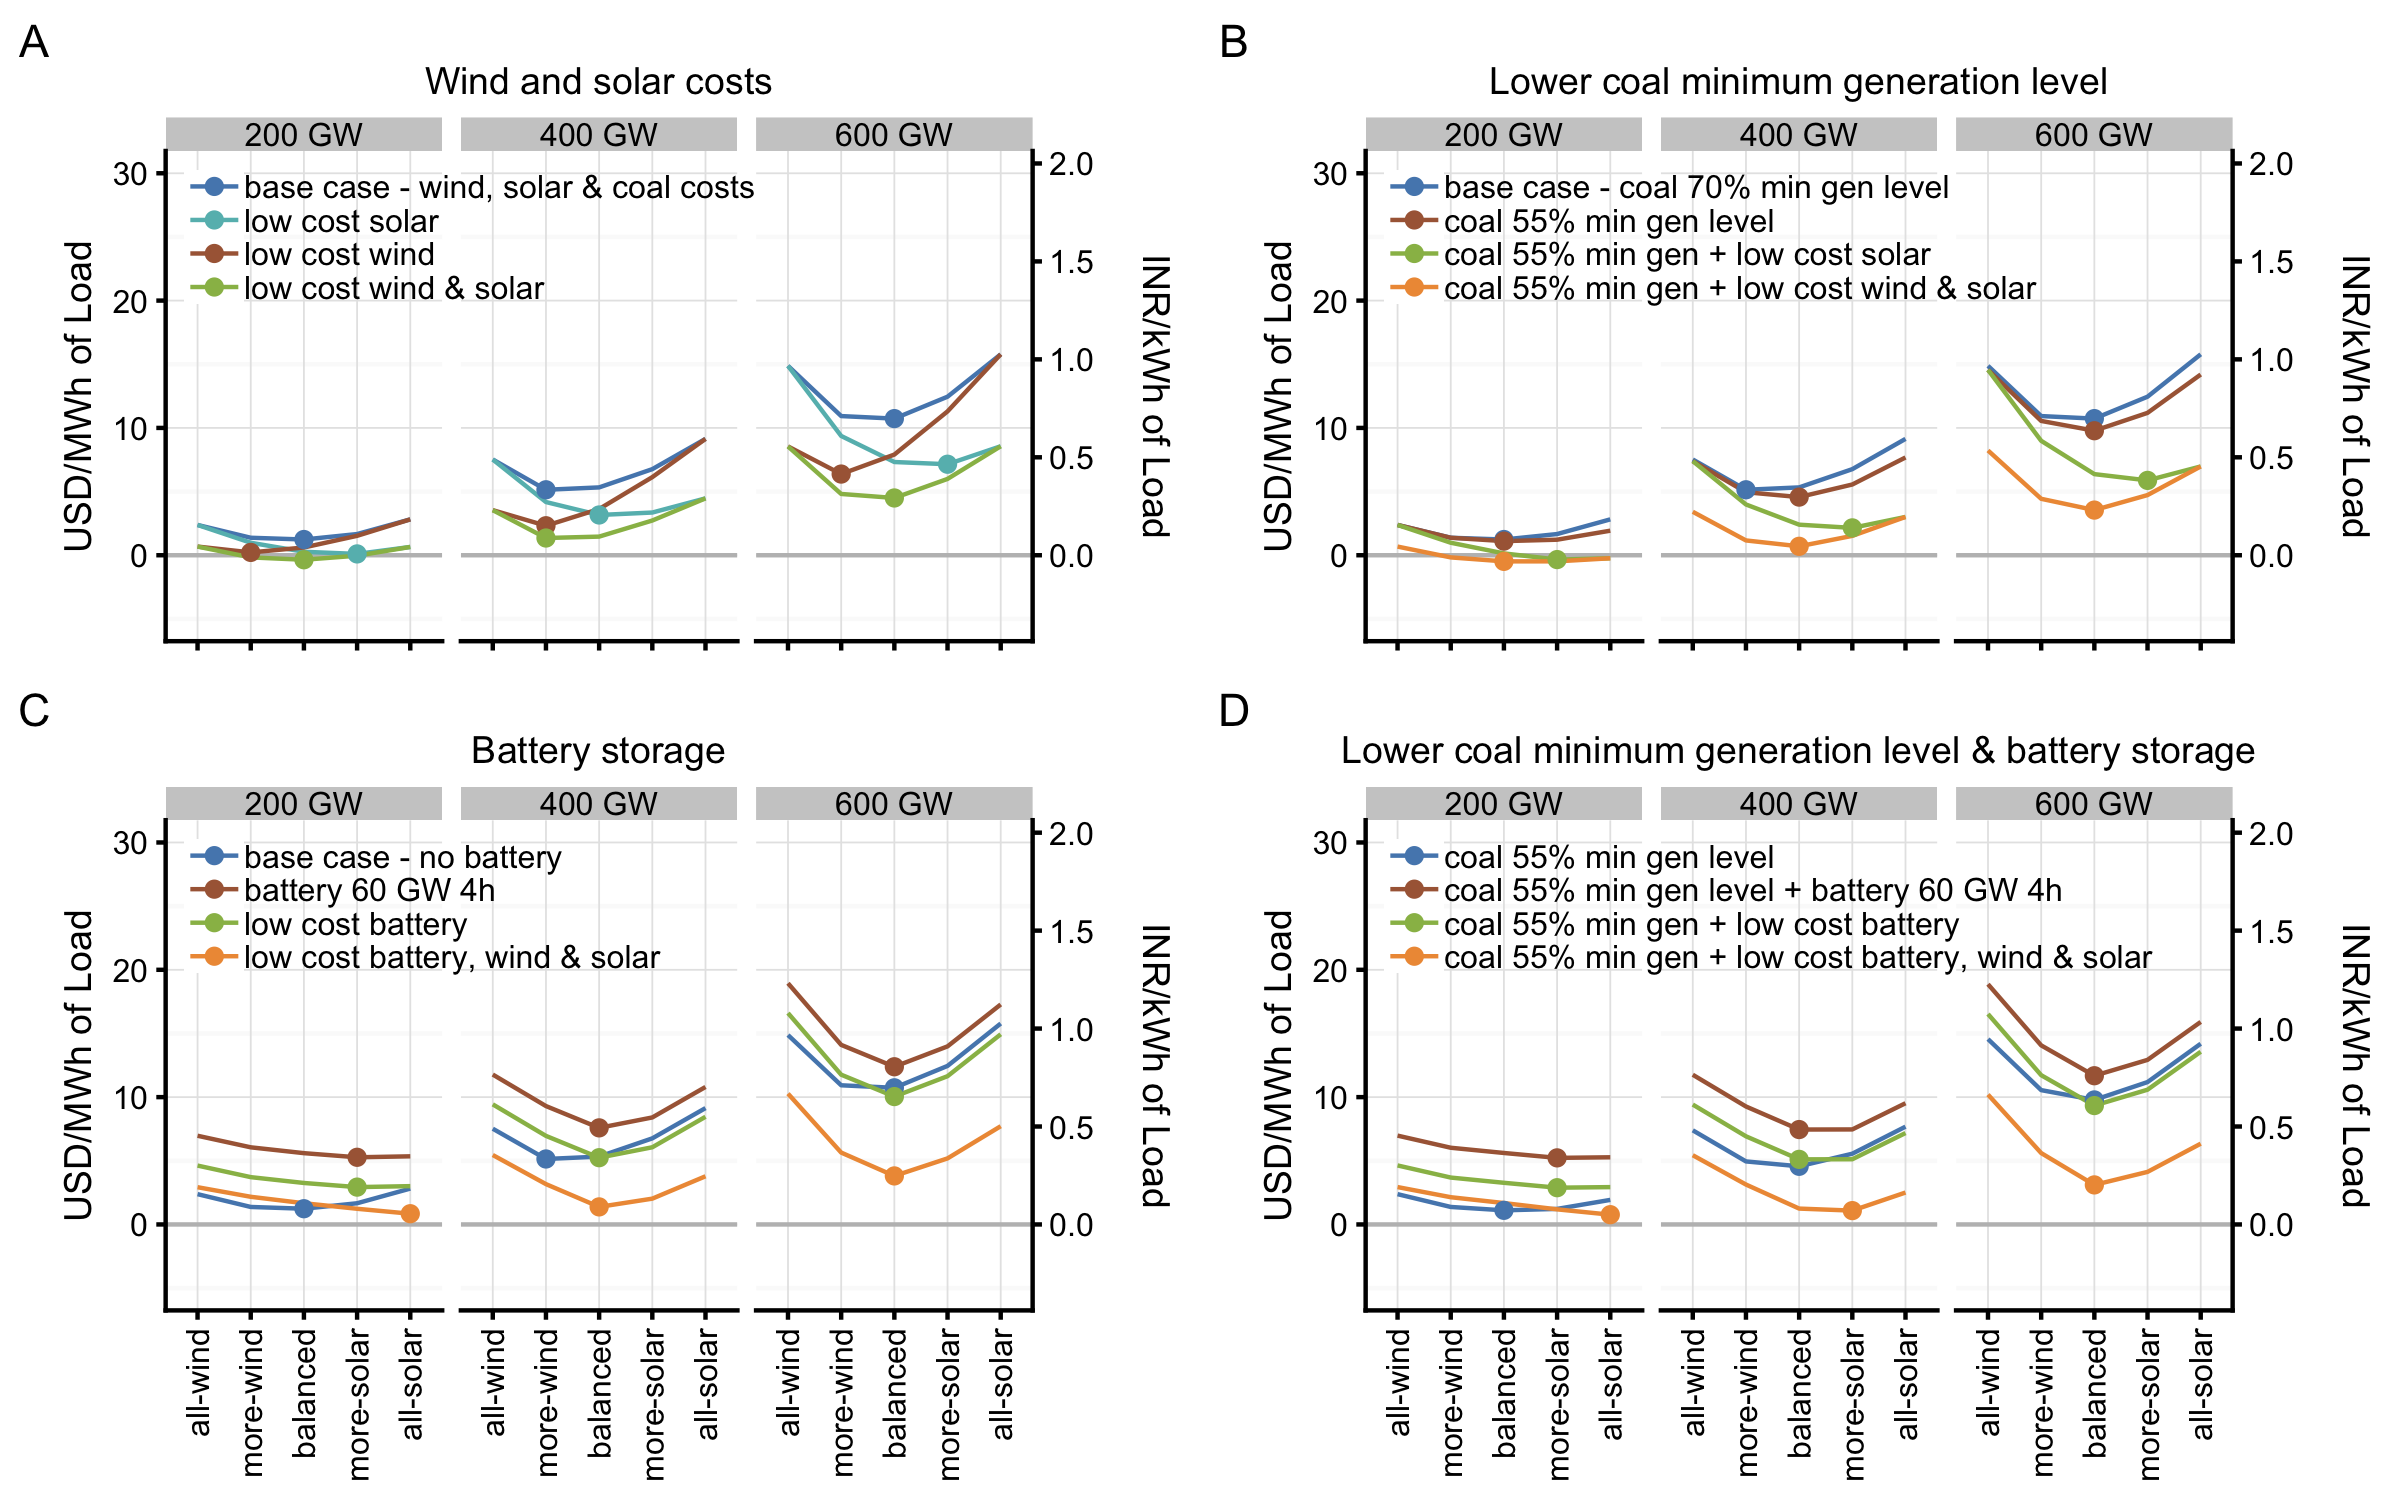 A
Wind and solar costs
200 GW
400 GW
600 GW
base case - wind, solar & coal costs
low cost solar
low cost wind
low cost wind & solar
USD/MWh of Load
30
20
10
0
2.0
1.5
1.0
0.5
0.0
INR/kWh of Load
B
Lower coal minimum generation level
200 GW
400 GW
600 GW
base case - coal 70% min gen level
coal 55% min gen level
coal 55% min gen + low cost solar
coal 55% min gen + low cost wind & solar
USD/MWh of Load
30
20
10
0
2.0
1.5
1.0
0.5
0.0
INR/kWh of Load
C
Battery storage
200 GW
400 GW
600 GW
base case - no battery
battery 60 GW 4h
low cost battery
low cost battery, wind & solar
USD/MWh of Load
30
20
10
0
2.0
1.5
1.0
0.5
0.0
INR/kWh of Load
all-wind
more-wind
balanced
more-solar
all-solar
all-wind
more-wind
balanced
more-solar
all-solar
all-wind
more-wind
balanced
more-solar
all-solar
D
Lower coal minimum generation level & battery storage
200 GW
400 GW
600 GW
coal 55% min gen level
coal 55% min gen level + battery 60 GW 4h
coal 55% min gen + low cost battery
coal 55% min gen + low cost battery, wind & solar
USD/MWh of Load
30
20
10
0
2.0
1.5
1.0
0.5
0.0
INR/kWh of Load
all-wind
more-wind
balanced
more-solar
all-solar
all-wind
more-wind
balanced
more-solar
all-solar
all-wind
more-wind
balanced
more-solar
all-solar